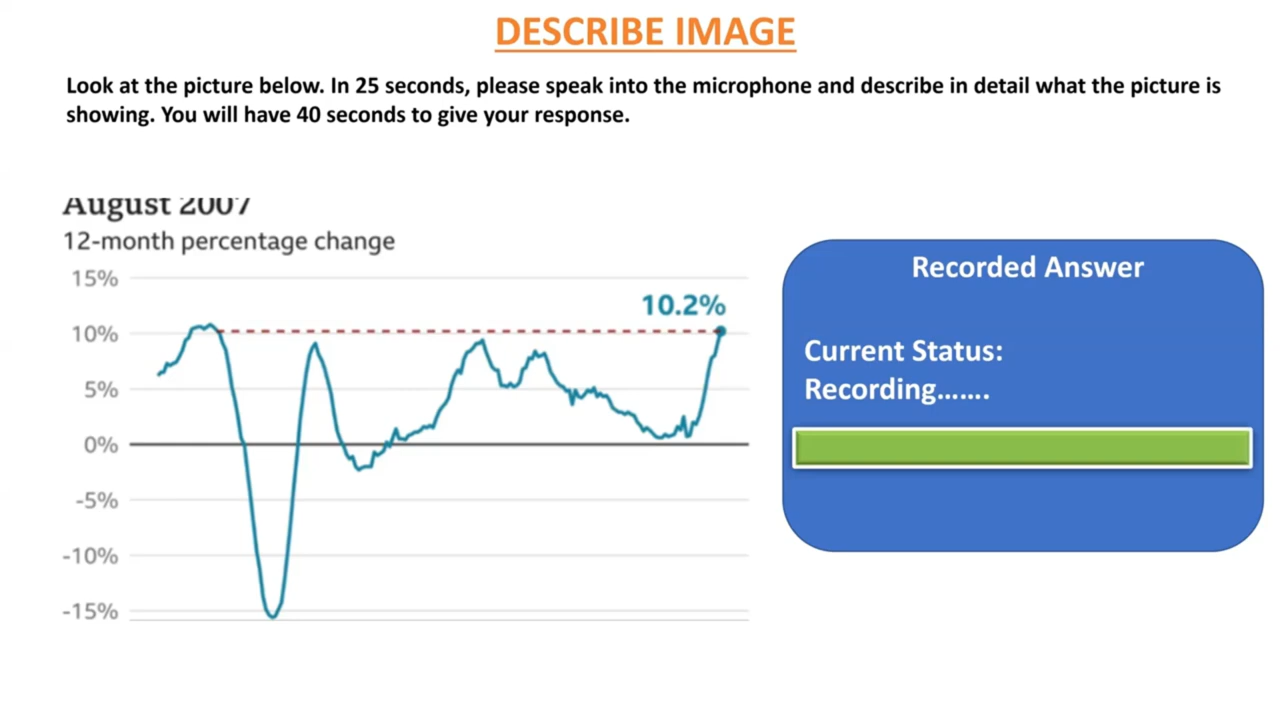 DESCRIBE IMAGE
Look at the picture below. In 25 seconds, please speak into the microphone and describe in detail what the picture is
showing. You will have 40 seconds to give your response.
August 2007
12-month percentage change
15%
10.2%
10%
5%
0%
-5%
-10%
-15%
Recorded Answer
Current Status:
Recording…….